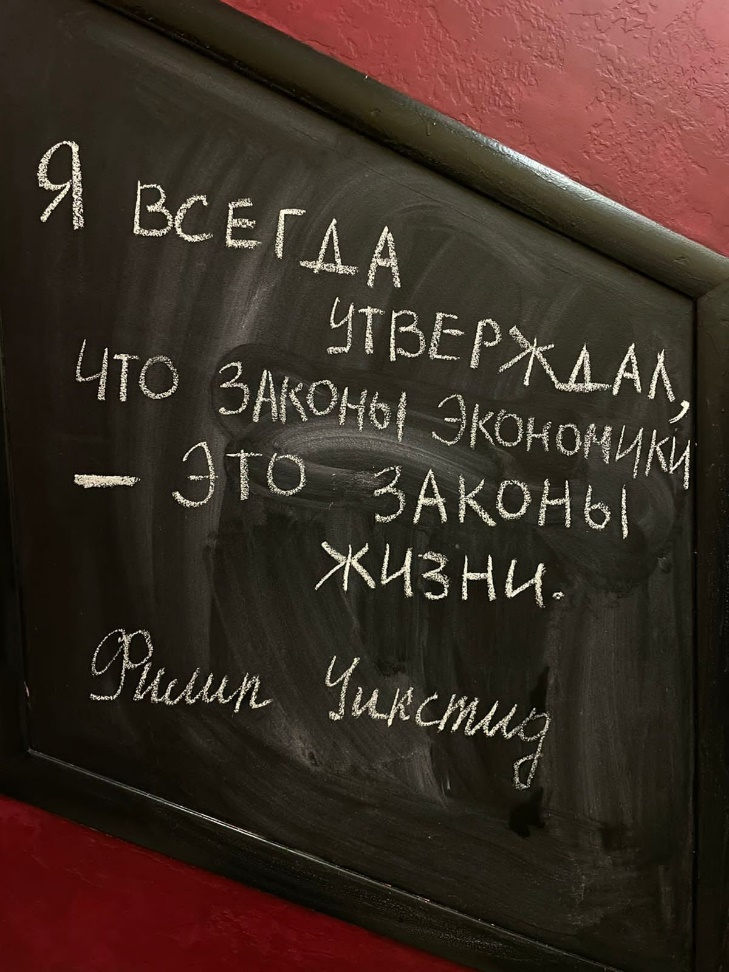 Я ВСЕГДА
УТВЕРЖДАЛ,
ЧТО ЗАКОНЫ ЭКОНОМИКИ
— ЭТО ЗАКОНЫ
ЖИЗНИ.
Филип Уикстид